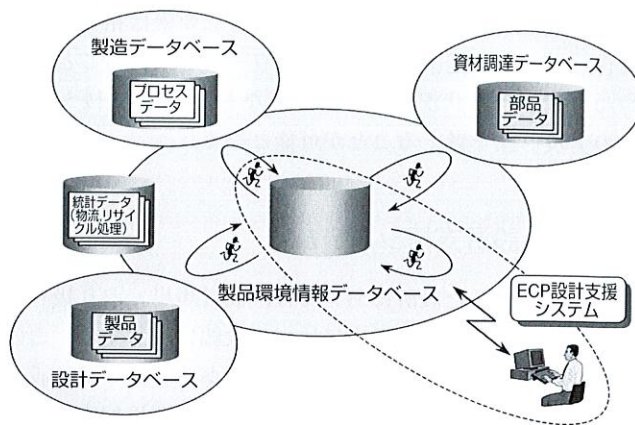 製造データベース
プロセス
データ
資材調達データベース
部品
データ
統計データ
(物流,リサイ
クル処理)
製品環境情報データベース
ECP設計支援
システム
製品
データ
設計データベース